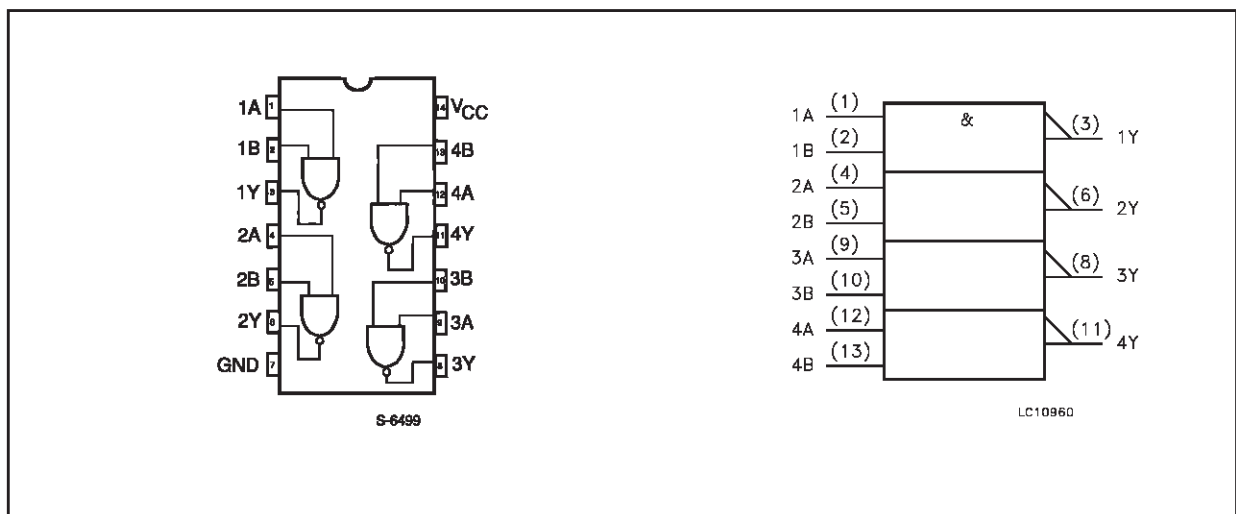 1A 1
1B 2
1Y 3
2A 4
2B 5
2Y 6
GND 7
14 VCC
13 4B
12 4A
11 4Y
10 3B
9 3A
8 3Y
S-6499
1A (1)
1B (2)
2A (4)
2B (5)
3A (9)
3B (10)
4A (12)
4B (13)
&
(3) 1Y
(6) 2Y
(8) 3Y
(11) 4Y
LC10960